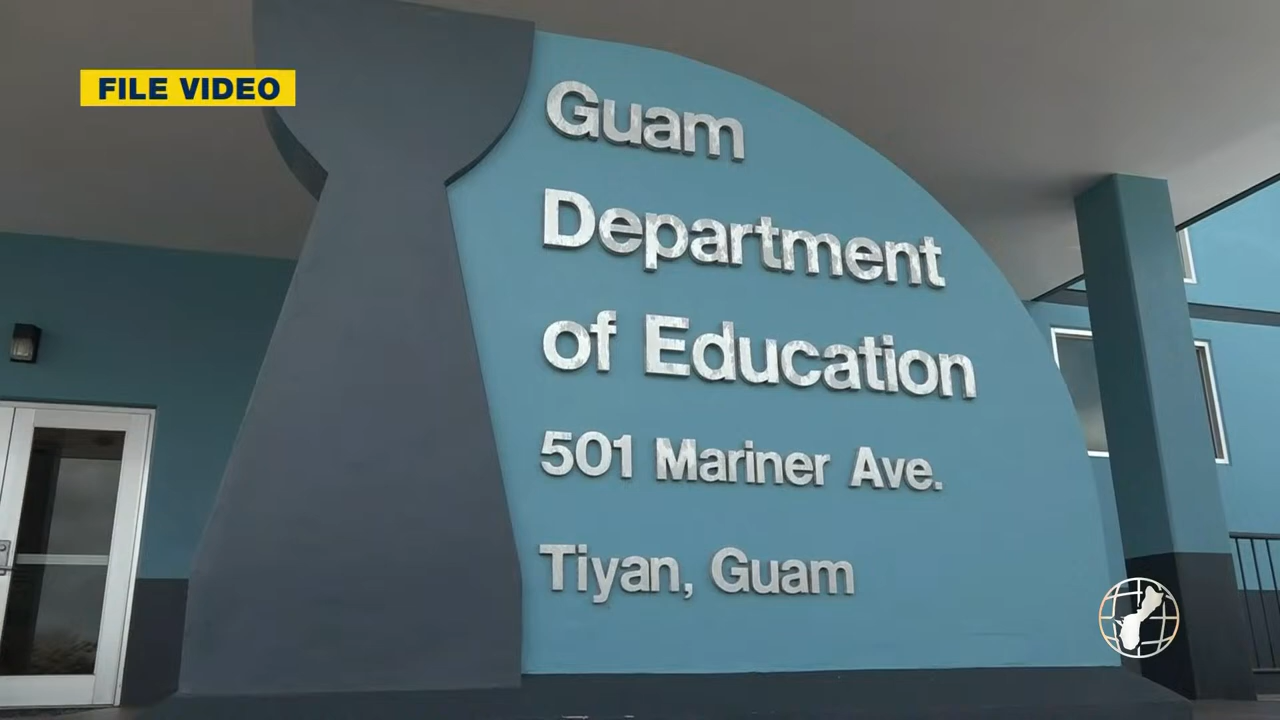 FILE VIDEO
Guam
Department
of Education
501 Mariner Ave.
Tiyan, Guam